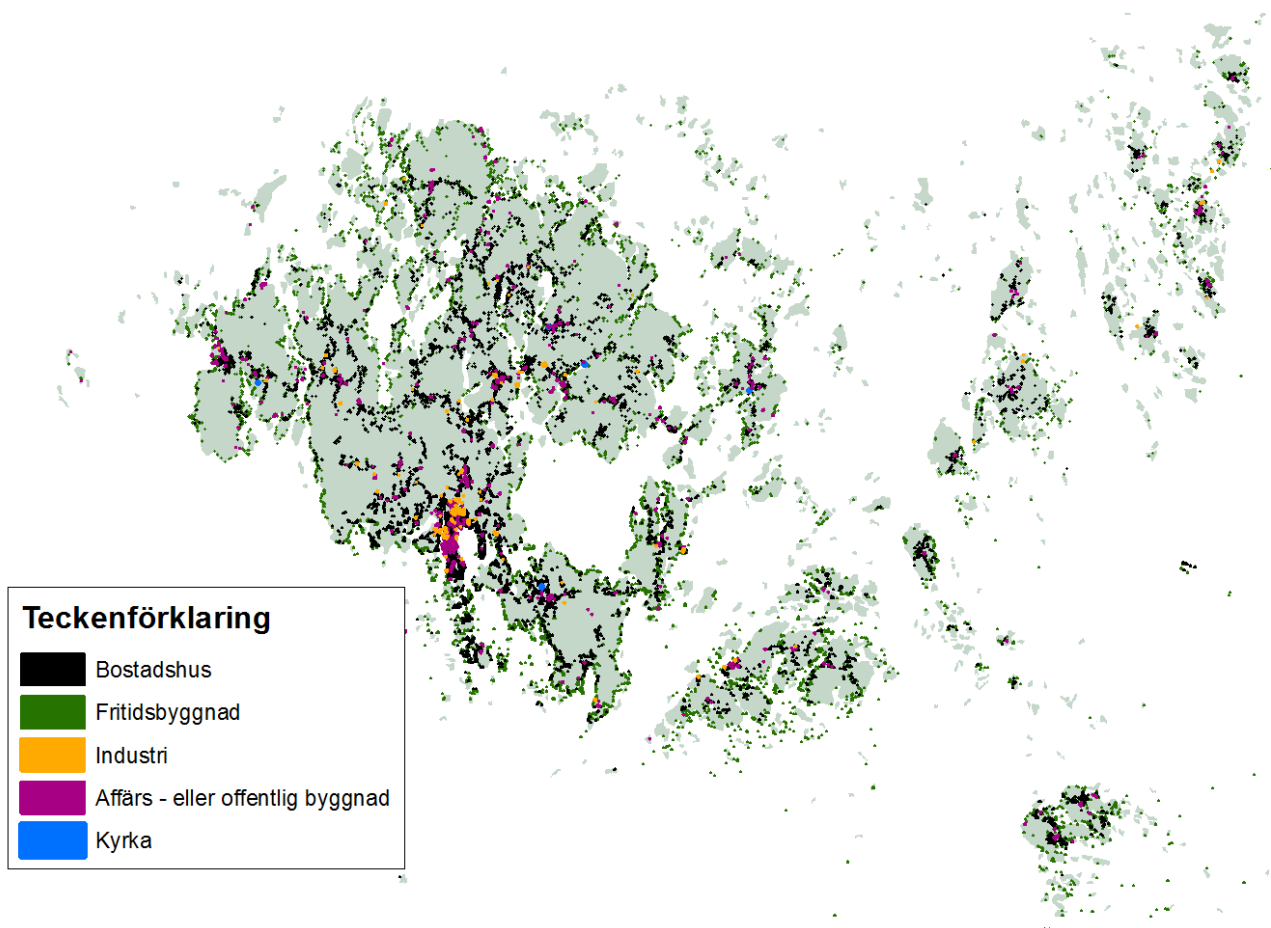 Teckenförklaring
Bostadshus
Fritidsbyggnad
Industri
Affärs - eller offentlig byggnad
Kyrka